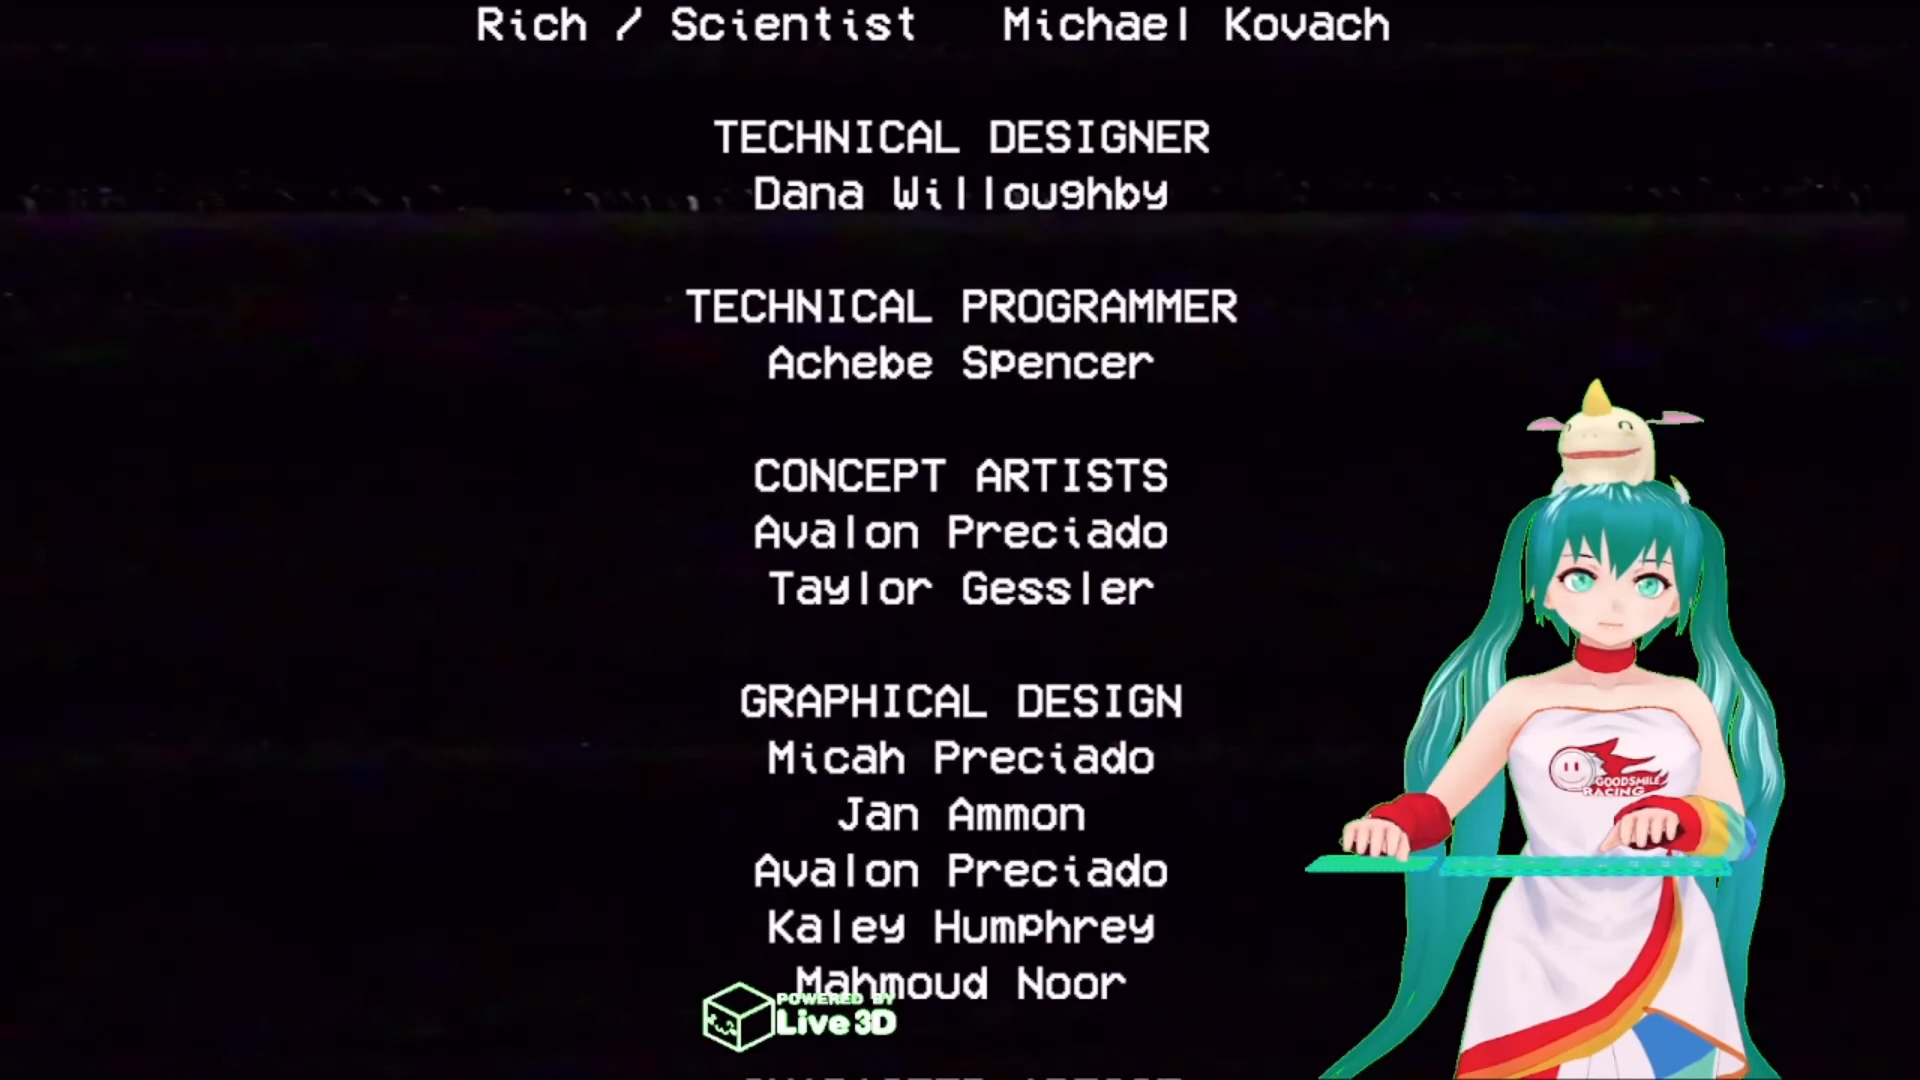 Rich / Scientist   Michael Kovach
TECHNICAL DESIGNER
Dana Willoughby
TECHNICAL PROGRAMMER
Achebe Spencer
CONCEPT ARTISTS
Avalon Preciado
Taylor Gessler
GRAPHICAL DESIGN
Micah Preciado
Jan Ammon
Avalon Preciado
Kaley Humphrey
Mahmoud Noor
POWERED BY
Live3D
GOODSMILE
RACING